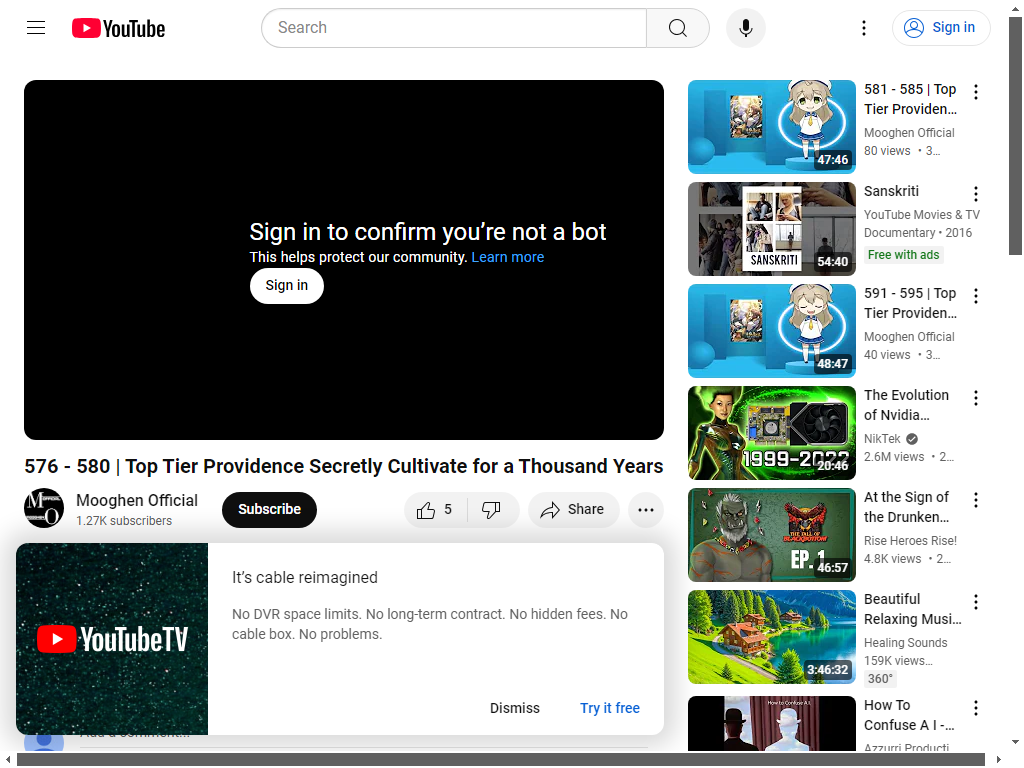 YouTube
Search
Sign in
Sign in to confirm you’re not a bot
This helps protect our community. Learn more
Sign in
576 - 580 | Top Tier Providence Secretly Cultivate for a Thousand Years
Mooghen Official
1.27K subscribers
Subscribe
5
Share
YouTubeTV
It’s cable reimagined
No DVR space limits. No long-term contract. No hidden fees. No
cable box. No problems.
Dismiss
Try it free
Add a comment...
47:46
581 - 585 | Top
Tier Providen…
Mooghen Official
80 views • 3…
SANSKRITI
54:40
Sanskriti
YouTube Movies & TV
Documentary • 2016
Free with ads
48:47
591 - 595 | Top
Tier Providen…
Mooghen Official
40 views • 3…
1999-2022
20:46
The Evolution
of Nvidia…
NikTek
2.6M views • 2…
THE FALL OF
BLACKBOTTOM
EP. 1
46:57
At the Sign of
the Drunken…
Rise Heroes Rise!
4.8K views • 2…
3:46:32
Beautiful
Relaxing Musi…
Healing Sounds
159K views…
360°
How to Confuse A.I
How To
Confuse A I -…
Azzurri Producti